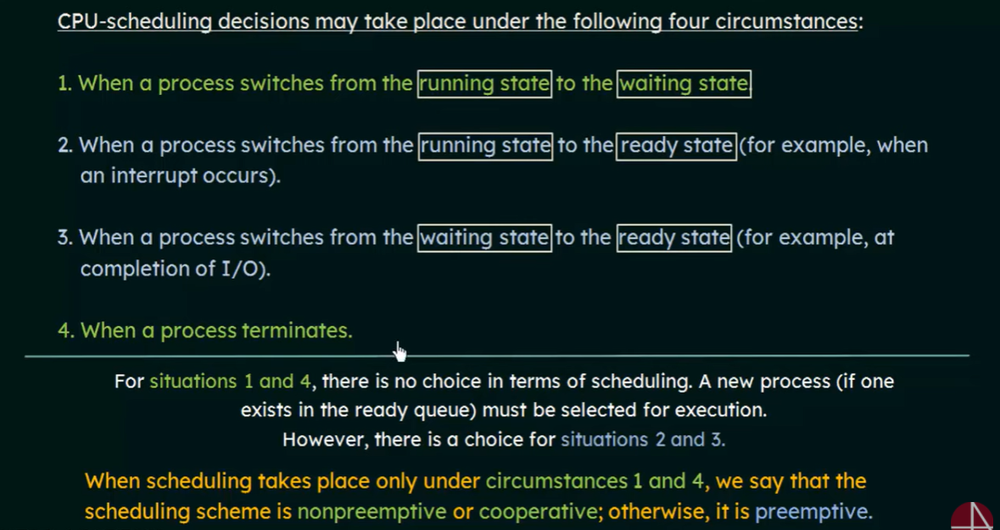 CPU-scheduling decisions may take place under the following four circumstances:
1. When a process switches from the running state to the waiting state.
2. When a process switches from the running state to the ready state (for example, when
an interrupt occurs).
3. When a process switches from the waiting state to the ready state (for example, at
completion of I/O).
4. When a process terminates.
For situations 1 and 4, there is no choice in terms of scheduling. A new process (if one
exists in the ready queue) must be selected for execution.
However, there is a choice for situations 2 and 3.
When scheduling takes place only under circumstances 1 and 4, we say that the
scheduling scheme is nonpreemptive or cooperative; otherwise, it is preemptive.